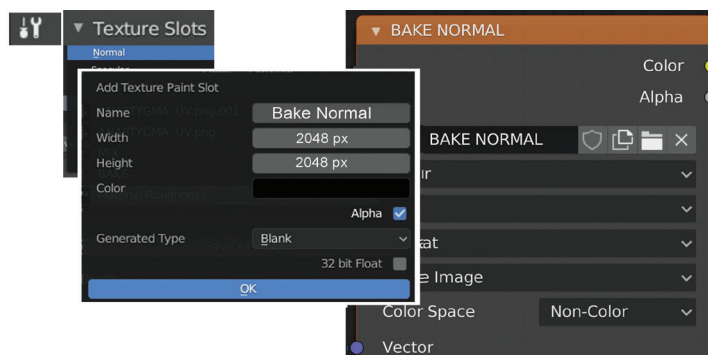 Texture Slots
Normal
Add Texture Paint Slot
Name Bake Normal
Width 2048 px
Height 2048 px
Color
Alpha
Generated Type Blank
32 bit Float
OK
BAKE NORMAL
Color
Alpha
BAKE NORMAL
Image
Color Space Non-Color
Vector